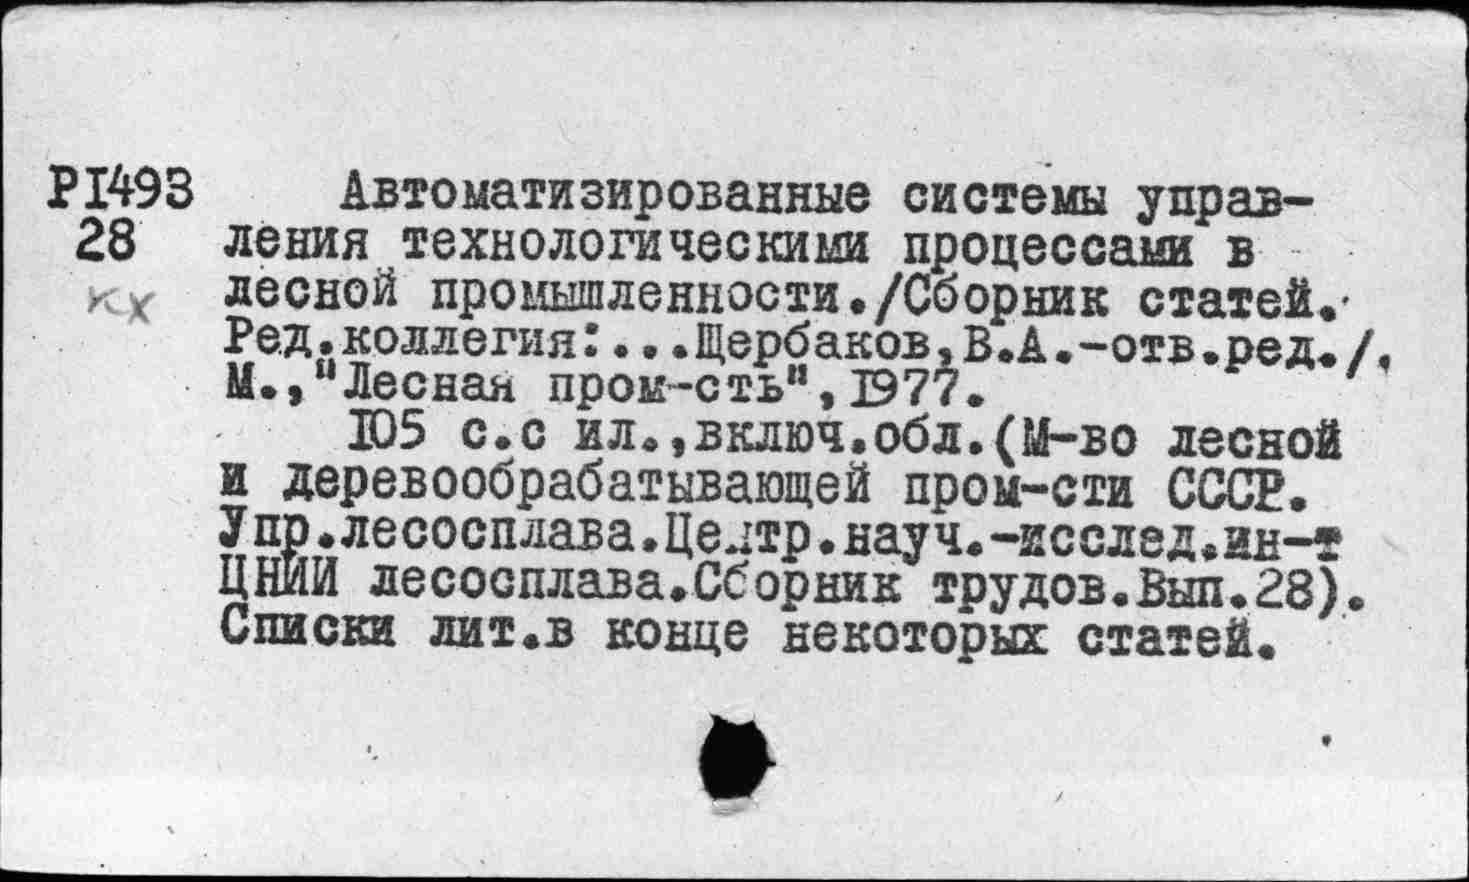 Р1493 Автоматизированные системы управ-
28 ления технологическими процессами в
кх лесной промышленности./Сборник статей.
Ред.коллегия:...Щербаков,В.А.-отв.ред./.
М.,"Лесная пром-сть",1977.
105 с.с ил.,включ.обл.(М-во лесной
и деревообрабатывающей пром-сти СССР.
Упр.лесосплава.Центр.науч.-исслед.ин-т
ЦНИИ лесосплава.Сборник трудов.Вып.28).
Списки лит.в конце некоторых статей.